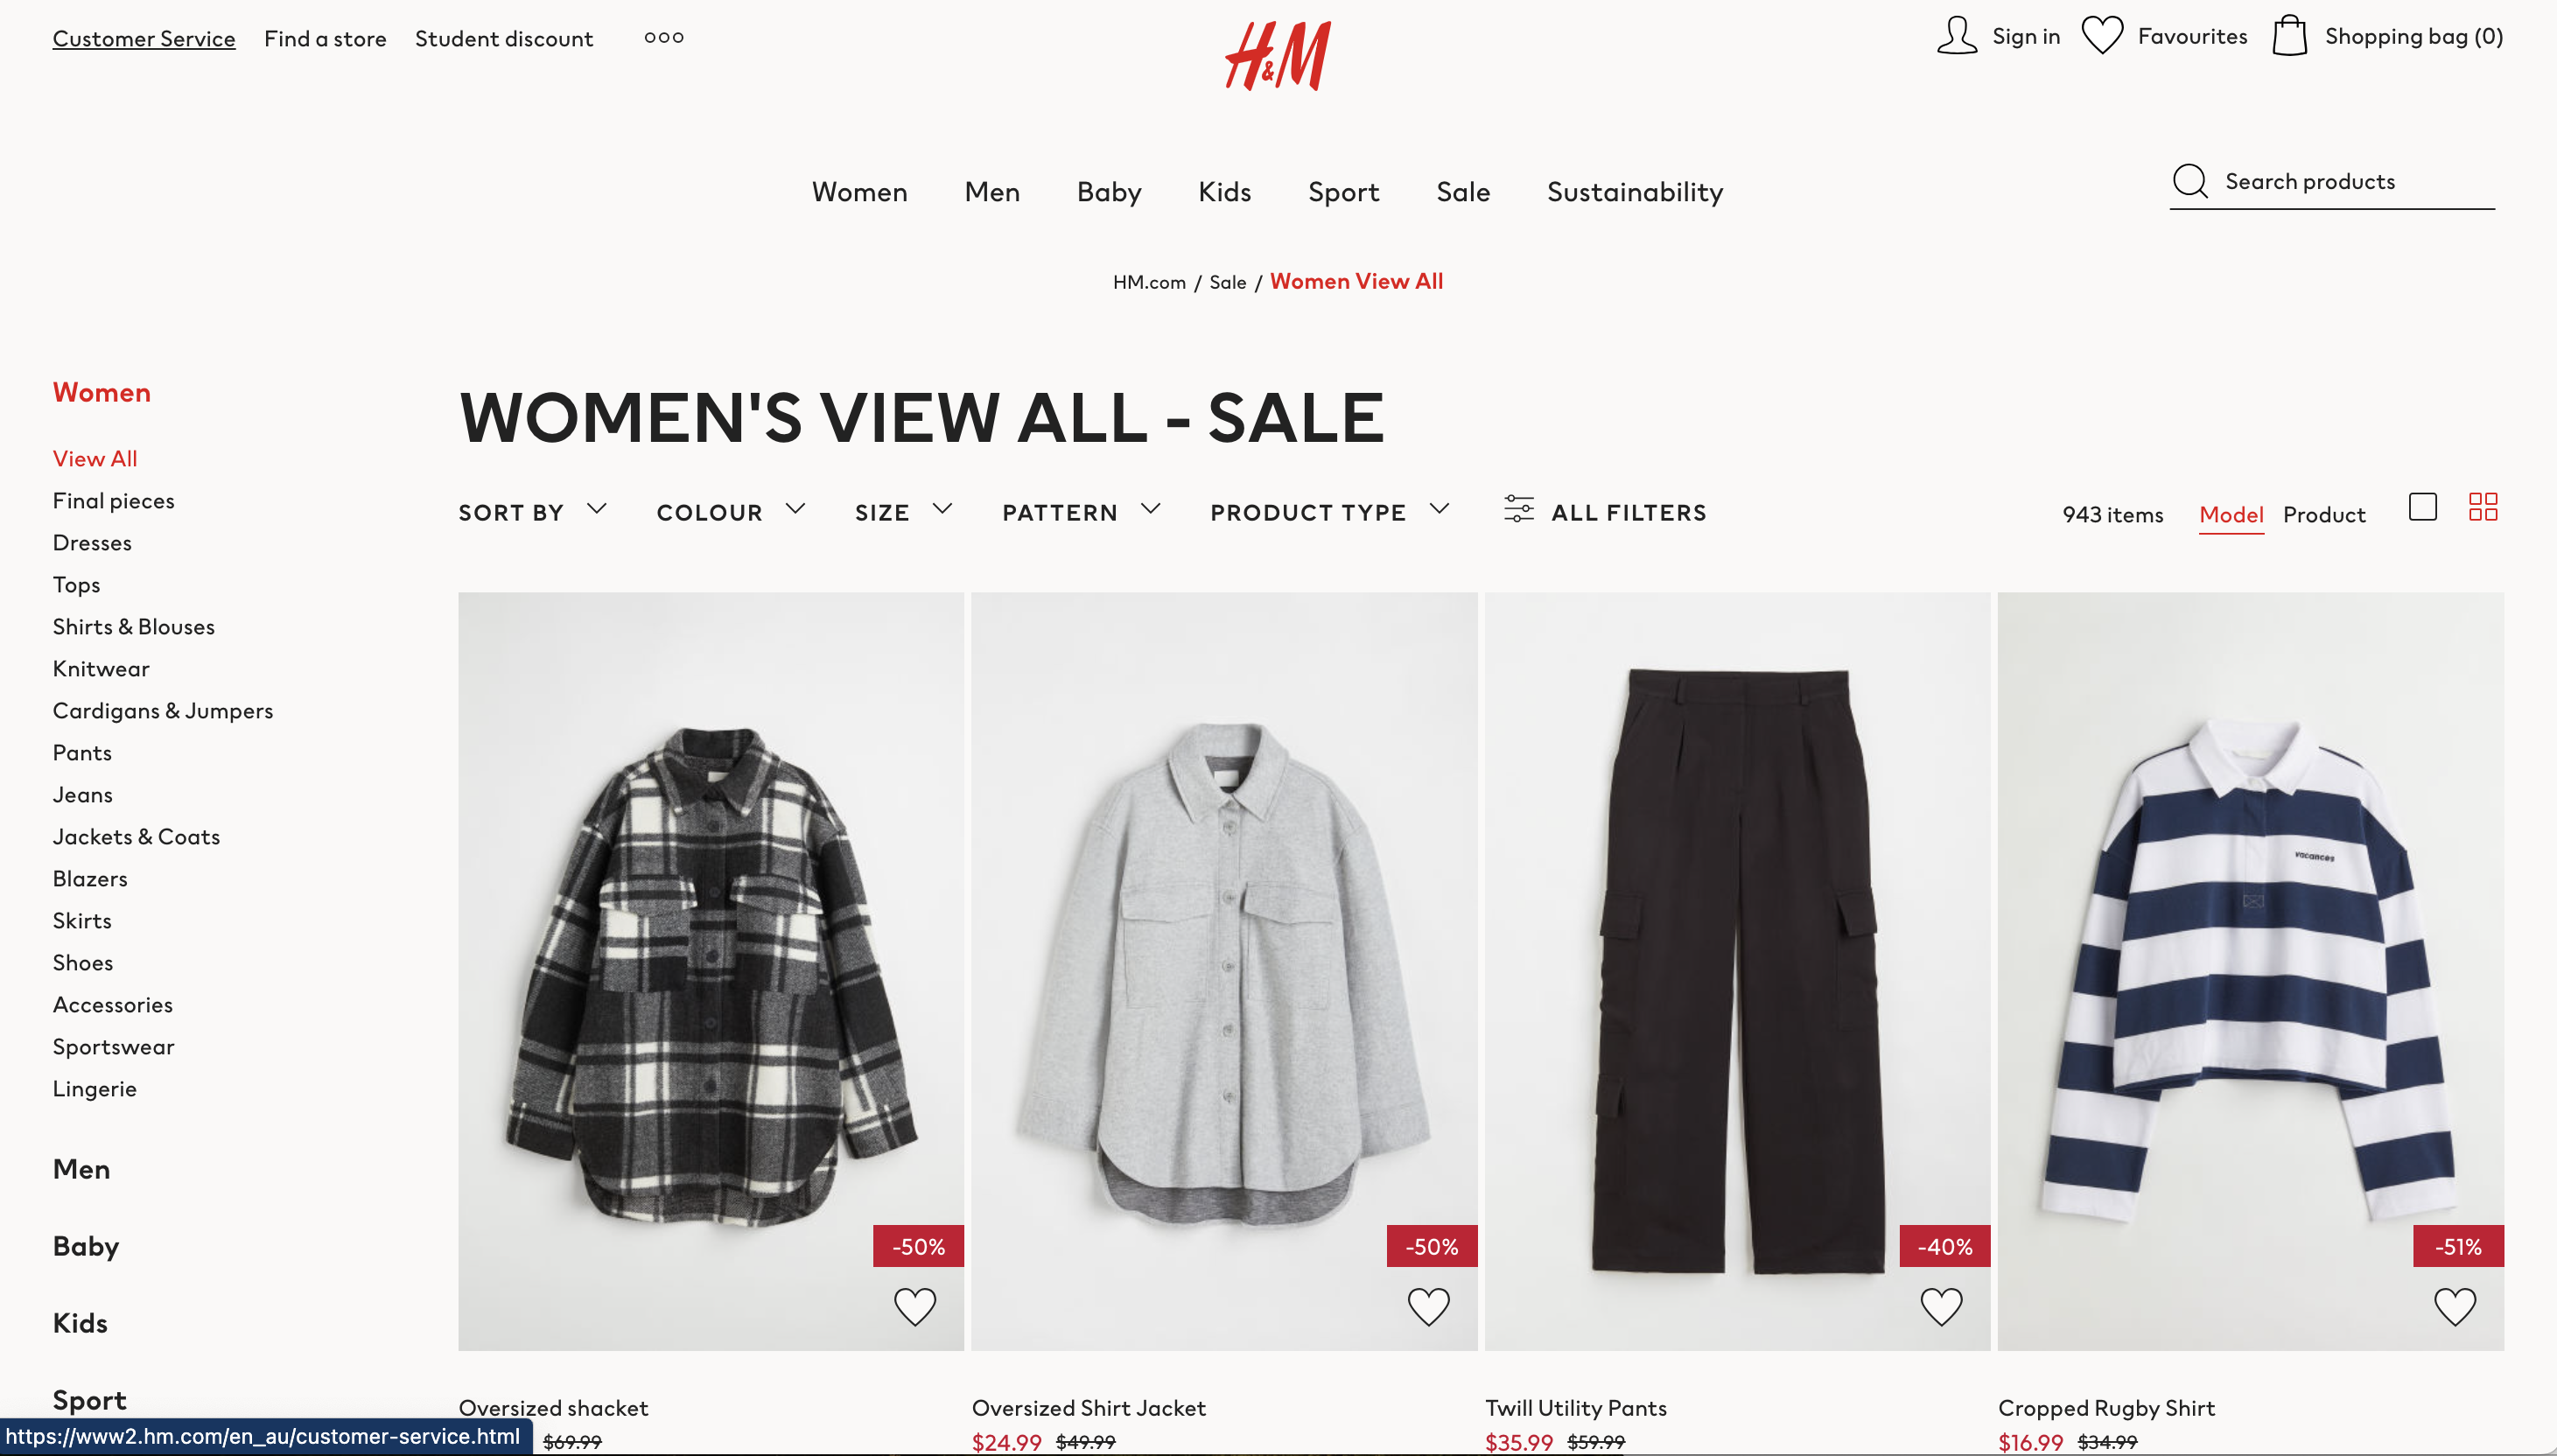 Customer Service Find a store Student discount
H&M
Sign in Favourites Shopping bag (0)
Women Men Baby Kids Sport Sale Sustainability
Search products
HM.com / Sale / Women View All
Women
View All
Final pieces
Dresses
Tops
Shirts & Blouses
Knitwear
Cardigans & Jumpers
Pants
Jeans
Jackets & Coats
Blazers
Skirts
Shoes
Accessories
Sportswear
Lingerie
Men
Baby
Kids
Sport
WOMEN'S VIEW ALL - SALE
SORT BY COLOUR SIZE PATTERN PRODUCT TYPE ALL FILTERS
943 items Model Product
vacances
-50% -50% -40% -51%
Oversized shacket Oversized Shirt Jacket Twill Utility Pants Cropped Rugby Shirt
$69.99 $24.99 $49.99 $35.99 $59.99 $16.99 $34.99
https://www2.hm.com/en_au/customer-service.html